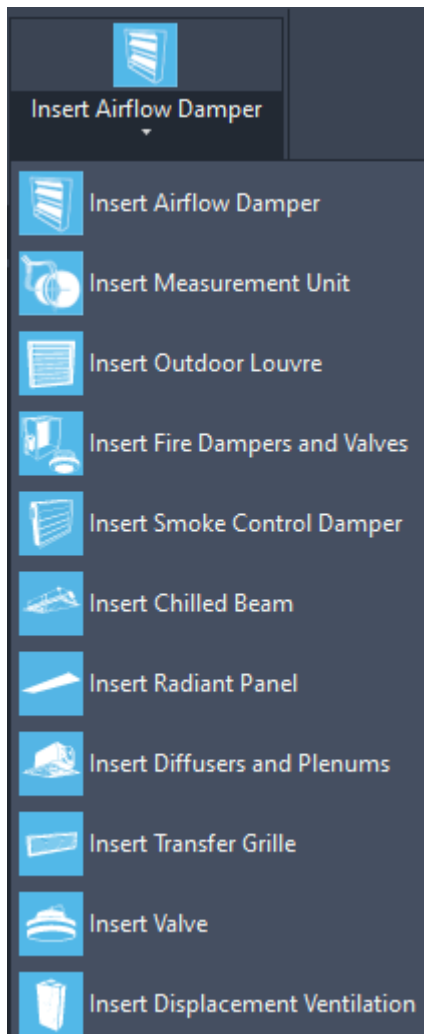 Insert Airflow Damper
Insert Airflow Damper
Insert Measurement Unit
Insert Outdoor Louvre
Insert Fire Dampers and Valves
Insert Smoke Control Damper
Insert Chilled Beam
Insert Radiant Panel
Insert Diffusers and Plenums
Insert Transfer Grille
Insert Valve
Insert Displacement Ventilation